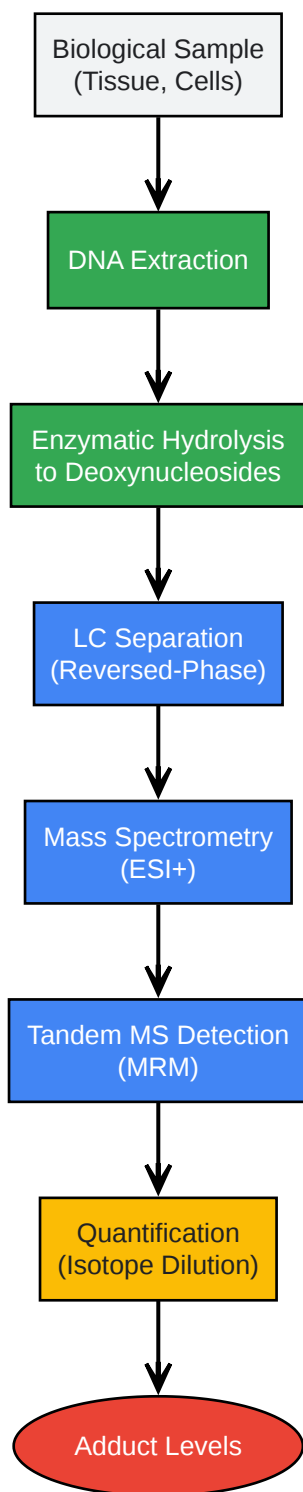 Biological Sample
(Tissue, Cells)
DNA Extraction
Enzymatic Hydrolysis
to Deoxynucleosides
LC Separation
(Reversed-Phase)
Mass Spectrometry
(ESI+)
Tandem MS Detection
(MRM)
Quantification
(Isotope Dilution)
Adduct Levels